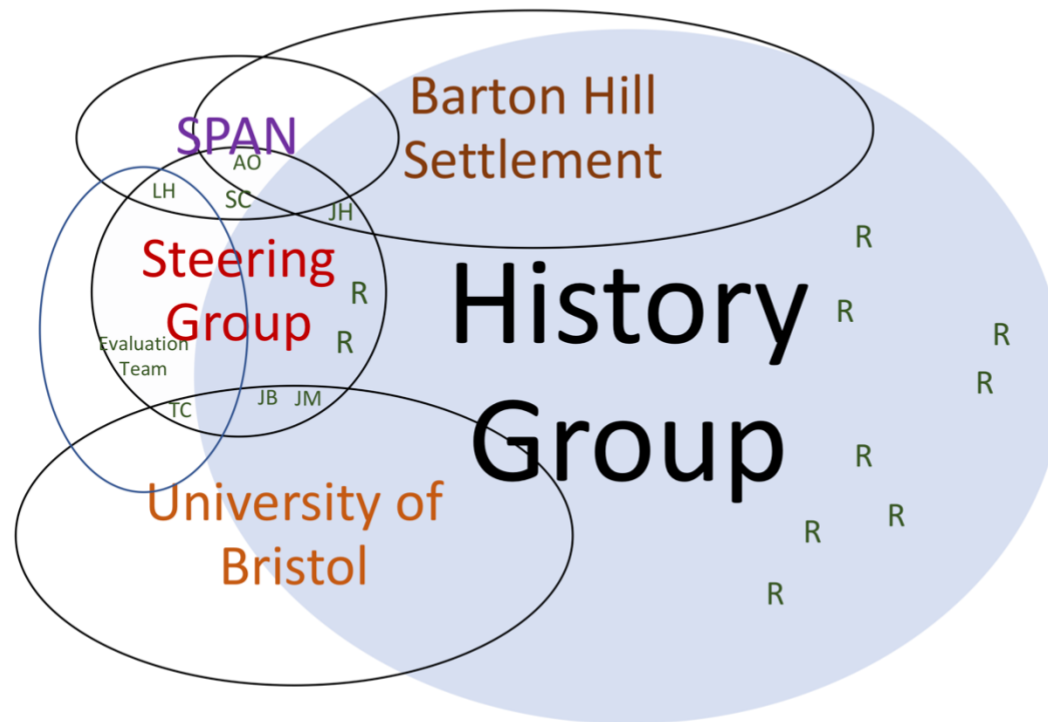 Barton Hill
Settlement
SPAN
AO
LH
SC
JH
Steering
Group
R
R
Evaluation
Team
TC
JB
JM
History
Group
University of
Bristol
R
R
R
R
R
R
R
R